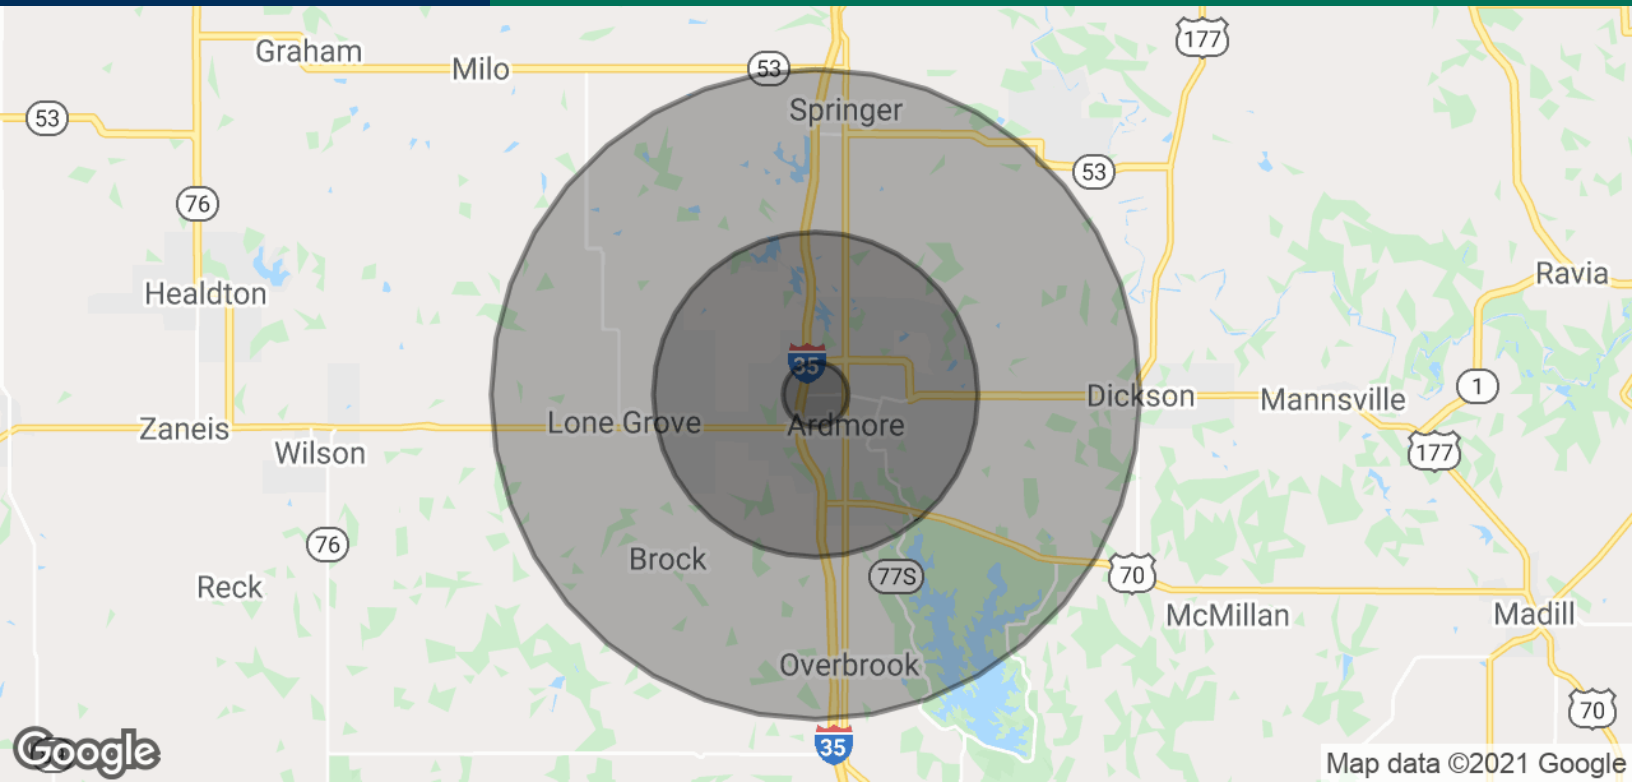 177
Graham
Milo
53
Springer
53
53
76
Ravia
Healdton
35
1
Dickson
Mannsville
Lone Grove
Ardmore
Zaneis
Wilson
177
76
Brock
77S
70
Reck
McMillan
Madill
Overbrook
70
35
Google
Map data ©2021 Google